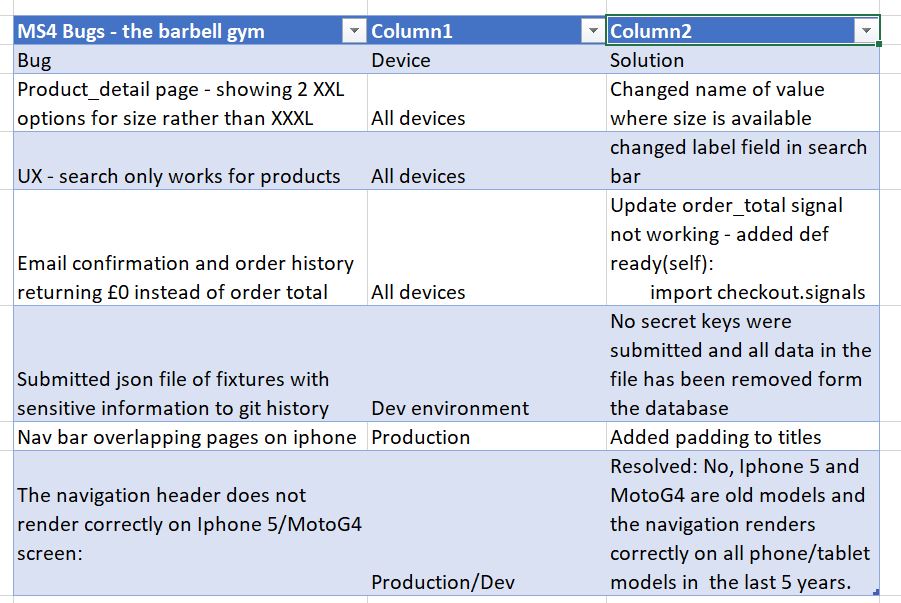 MS4 Bugs - the barbell gym Column1 Column2
Bug Device Solution
Product_detail page - showing 2 XXL
options for size rather than XXXL All devices
Changed name of value
where size is available
UX - search only works for products All devices
changed label field in search
bar
Email confirmation and order history
returning £0 instead of order total All devices
Update order_total signal
not working - added def
ready(self):
import checkout.signals
Submitted json file of fixtures with
sensitive information to git history Dev environment
No secret keys were
submitted and all data in the
file has been removed form
the database
Nav bar overlapping pages on iphone Production Added padding to titles
The navigation header does not
render correctly on Iphone 5/MotoG4
screen:
Production/Dev
Resolved: No, Iphone 5 and
MotoG4 are old models and
the navigation renders
correctly on all phone/tablet
models in  the last 5 years.